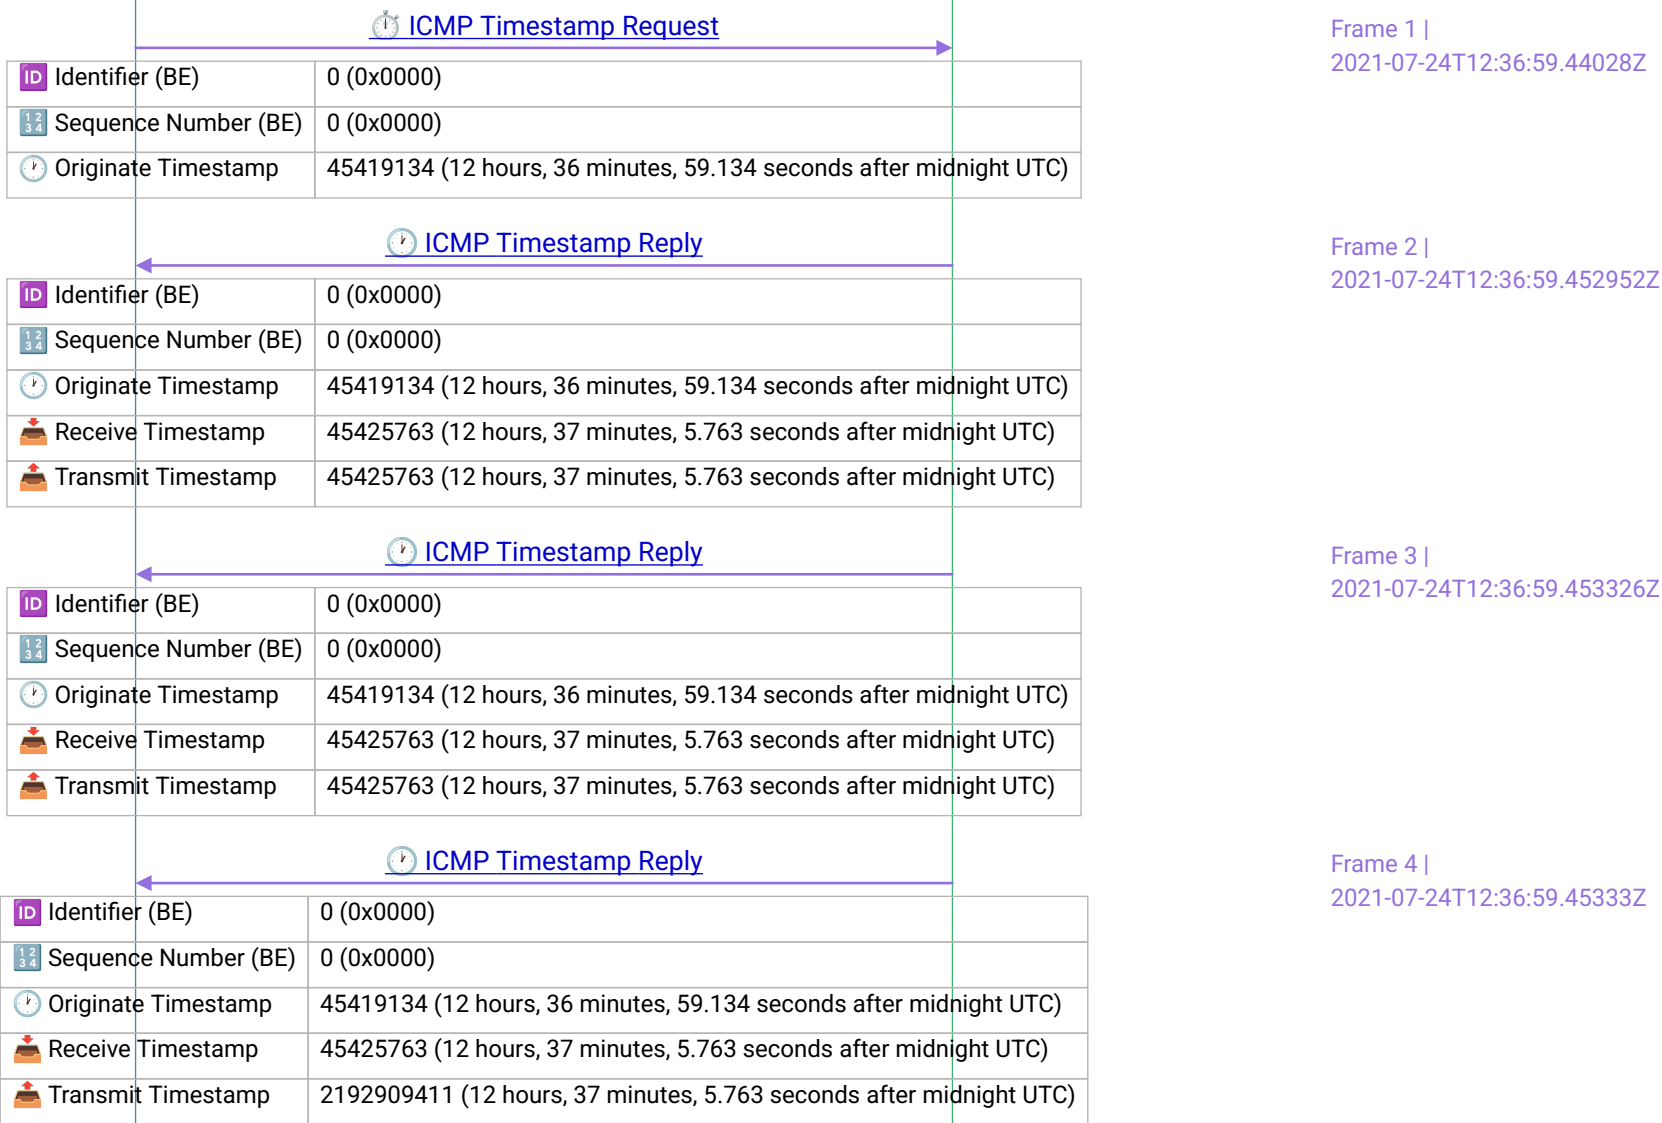 ⏱ ICMP Timestamp Request
Frame 1 |
2021-07-24T12:36:59.44028Z
🆔 Identifier (BE) 0 (0x0000)
🔢 Sequence Number (BE) 0 (0x0000)
🕐 Originate Timestamp 45419134 (12 hours, 36 minutes, 59.134 seconds after midnight UTC)
🕐 ICMP Timestamp Reply
Frame 2 |
2021-07-24T12:36:59.452952Z
🆔 Identifier (BE) 0 (0x0000)
🔢 Sequence Number (BE) 0 (0x0000)
🕐 Originate Timestamp 45419134 (12 hours, 36 minutes, 59.134 seconds after midnight UTC)
📥 Receive Timestamp 45425763 (12 hours, 37 minutes, 5.763 seconds after midnight UTC)
📤 Transmit Timestamp 45425763 (12 hours, 37 minutes, 5.763 seconds after midnight UTC)
🕐 ICMP Timestamp Reply
Frame 3 |
2021-07-24T12:36:59.453326Z
🆔 Identifier (BE) 0 (0x0000)
🔢 Sequence Number (BE) 0 (0x0000)
🕐 Originate Timestamp 45419134 (12 hours, 36 minutes, 59.134 seconds after midnight UTC)
📥 Receive Timestamp 45425763 (12 hours, 37 minutes, 5.763 seconds after midnight UTC)
📤 Transmit Timestamp 45425763 (12 hours, 37 minutes, 5.763 seconds after midnight UTC)
🕐 ICMP Timestamp Reply
Frame 4 |
2021-07-24T12:36:59.45333Z
🆔 Identifier (BE) 0 (0x0000)
🔢 Sequence Number (BE) 0 (0x0000)
🕐 Originate Timestamp 45419134 (12 hours, 36 minutes, 59.134 seconds after midnight UTC)
📥 Receive Timestamp 45425763 (12 hours, 37 minutes, 5.763 seconds after midnight UTC)
📤 Transmit Timestamp 2192909411 (12 hours, 37 minutes, 5.763 seconds after midnight UTC)